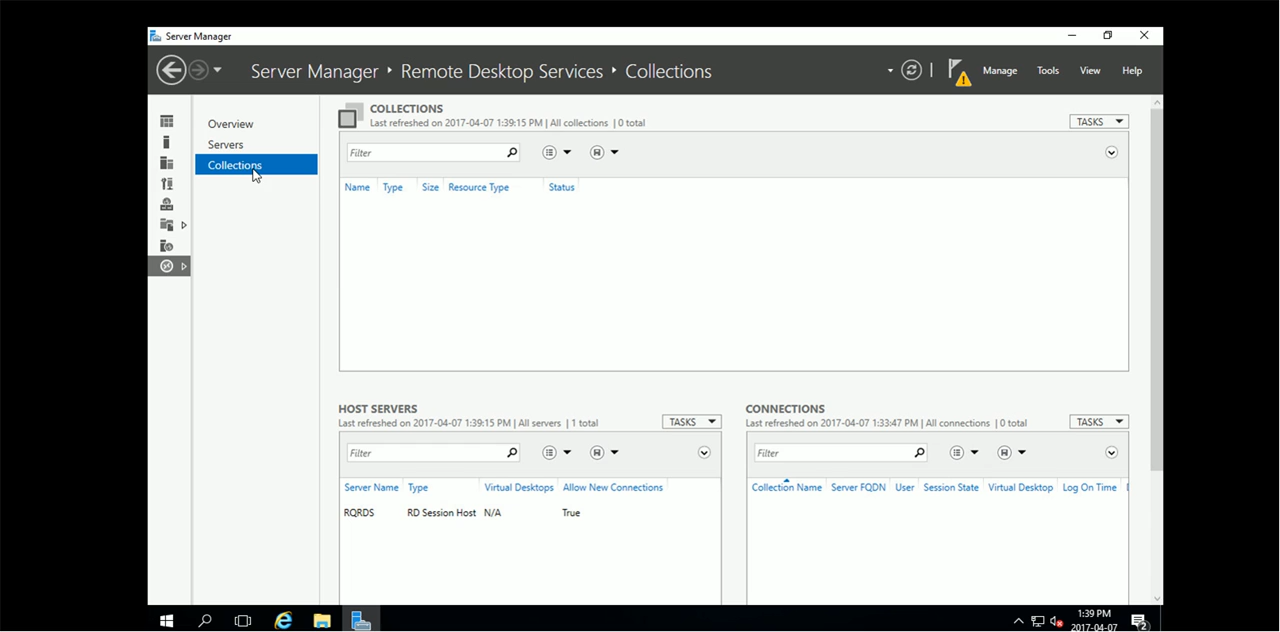 Server Manager
Server Manager Remote Desktop Services Collections
Manage Tools View Help
Overview
Servers
Collections
COLLECTIONS
Last refreshed on 2017-04-07 1:39:15 PM | All collections | 0 total
TASKS
Filter
Name Type Size Resource Type Status
HOST SERVERS
Last refreshed on 2017-04-07 1:39:15 PM | All servers | 1 total
TASKS
Filter
Server Name Type Virtual Desktops Allow New Connections
RQRDS RD Session Host N/A True
CONNECTIONS
Last refreshed on 2017-04-07 1:33:47 PM | All connections | 0 total
TASKS
Filter
Collection Name Server FQDN User Session State Virtual Desktop Log On Time
1:39 PM
2017-04-07
2